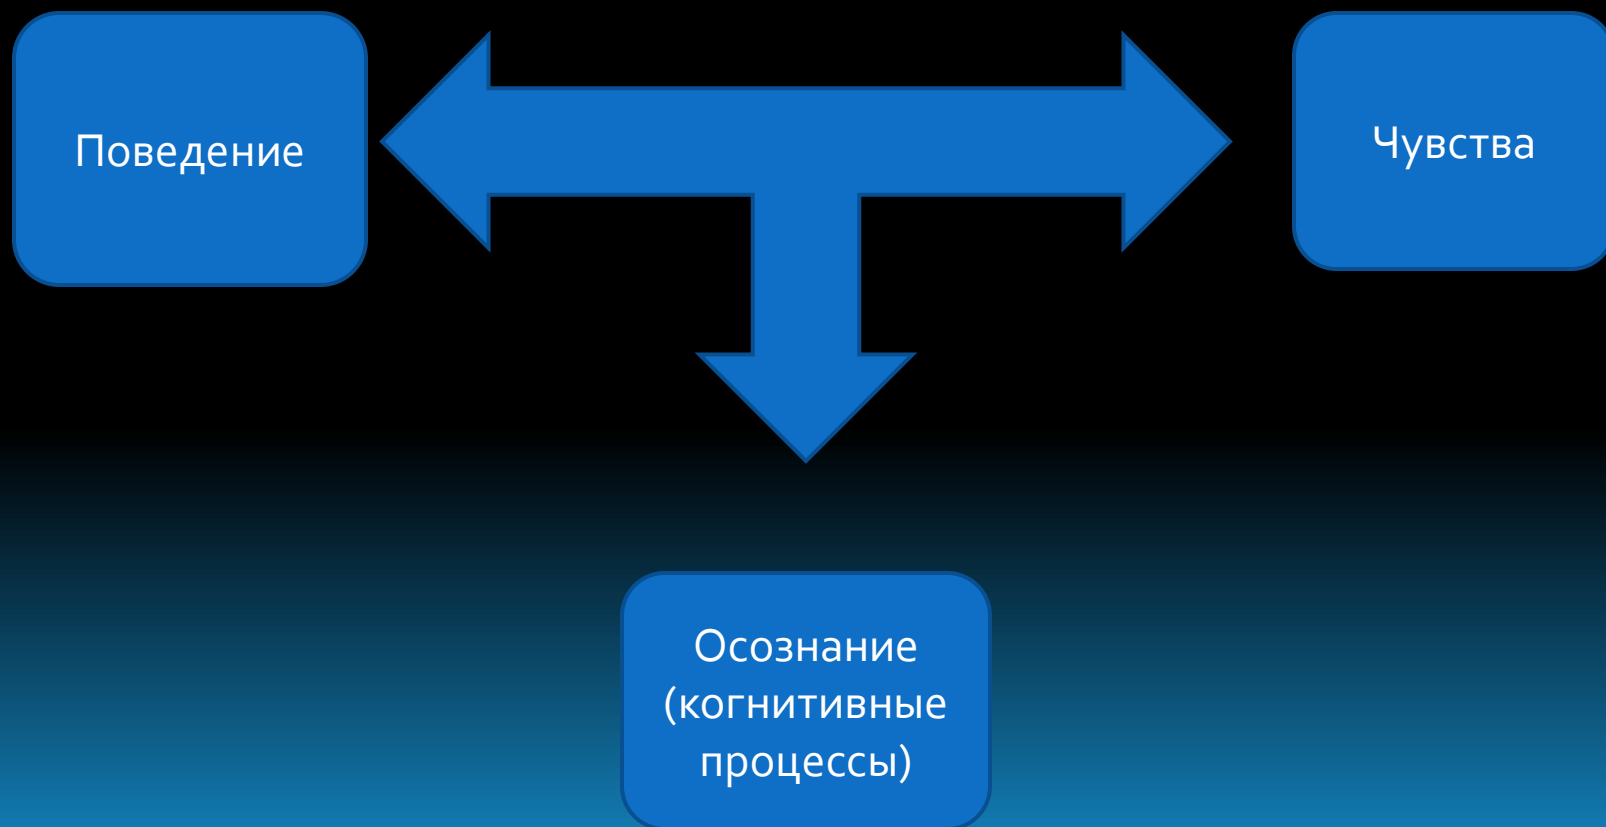 Поведение
Чувства
Осознание
(когнитивные
процессы)